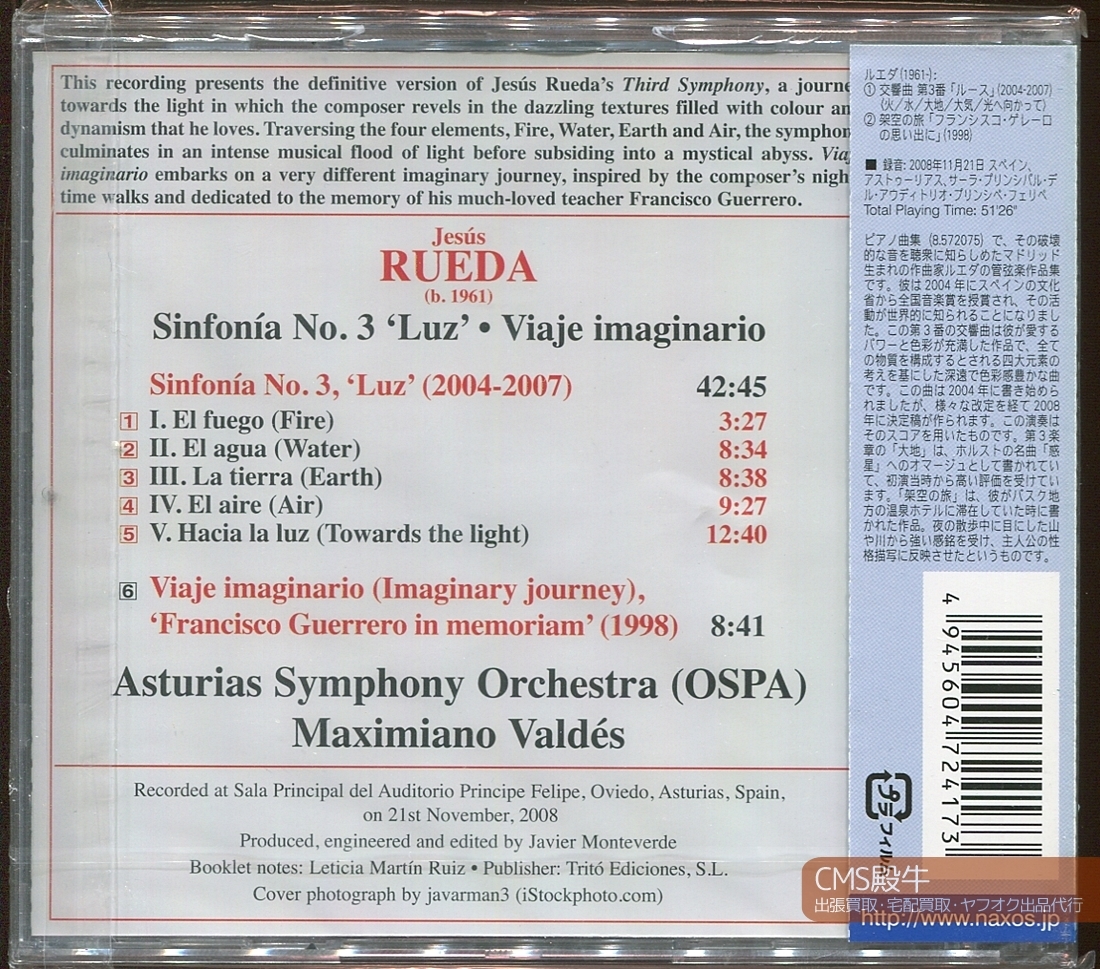 This recording presents the definitive version of Jesús Rueda's Third Symphony, a journe
towards the light in which the composer revels in the dazzling textures filled with colour an
dynamism that he loves. Traversing the four elements, Fire, Water, Earth and Air, the symphon
culminates in an intense musical flood of light before subsiding into a mystical abyss. Via
imaginario embarks on a very different imaginary journey, inspired by the composer's nigh
time walks and dedicated to the memory of his much-loved teacher Francisco Guerrero.
Jesús
RUEDA
(b. 1961)
Sinfonía No. 3 ‘Luz’ • Viaje imaginario
Sinfonía No. 3, ‘Luz’ (2004-2007) 42:45
1 I. El fuego (Fire) 3:27
2 II. El agua (Water) 8:34
3 III. La tierra (Earth) 8:38
4 IV. El aire (Air) 9:27
5 V. Hacia la luz (Towards the light) 12:40
6 Viaje imaginario (Imaginary journey),
‘Francisco Guerrero in memoriam’ (1998) 8:41
Asturias Symphony Orchestra (OSPA)
Maximiano Valdés
Recorded at Sala Principal del Auditorio Principe Felipe, Oviedo, Asturias, Spain,
on 21st November, 2008
Produced, engineered and edited by Javier Monteverde
Booklet notes: Leticia Martín Ruiz • Publisher: Tritó Ediciones, S.L.
Cover photograph by javarman3 (iStockphoto.com)
ルエダ(1961-):
① 交響曲 第3番「ルース」(2004-2007)
(火/水/大地/大気/光へ向かって)
② 架空の旅「フランシスコ・ゲレーロ
の思い出に」(1998)
■ 録音: 2008年11月21日 スペイン、
アストゥーリアス、サーラ・プリンシパル・デ
ル・アウディトリオ・プリンシペ・フェリペ
Total Playing Time: 51'26"
ピアノ曲集 (8.572075) で、その破壊
的な音を聴衆に知らしめたマドリッド
生まれの作曲家ルエダの管弦楽作品集
です。彼は2004年にスペインの文化
省から全国音楽賞を授賞され、その活
動が世界的に知られることになりまし
た。この第3番の交響曲は彼が愛する
パワーと色彩が充満した作品で、全て
の物質を構成するとされる四大元素の
考えを基にした深遠で色彩感豊かな曲
です。この曲は2004年に書き始めら
れましたが、様々な改定を経て2008
年に決定稿が作られます。この演奏は
そのスコアを用いたものです。第3楽
章の「大地」は、ホルストの名曲「惑
星」へのオマージュとして書かれてい
て、初演当時から高い評価を受けてい
ます。「架空の旅」は、彼がバスク地
方の温泉ホテルに滞在していた時に書
かれた作品。夜の散歩中に目にした山
や川から強い感銘を受け、主人公の性
格描写に反映させたというものです。
4 945604 724173
プラ
フィルム
CMS殿牛
出張買取・宅配買取・ヤフオク出品代行
http://www.naxos.jp